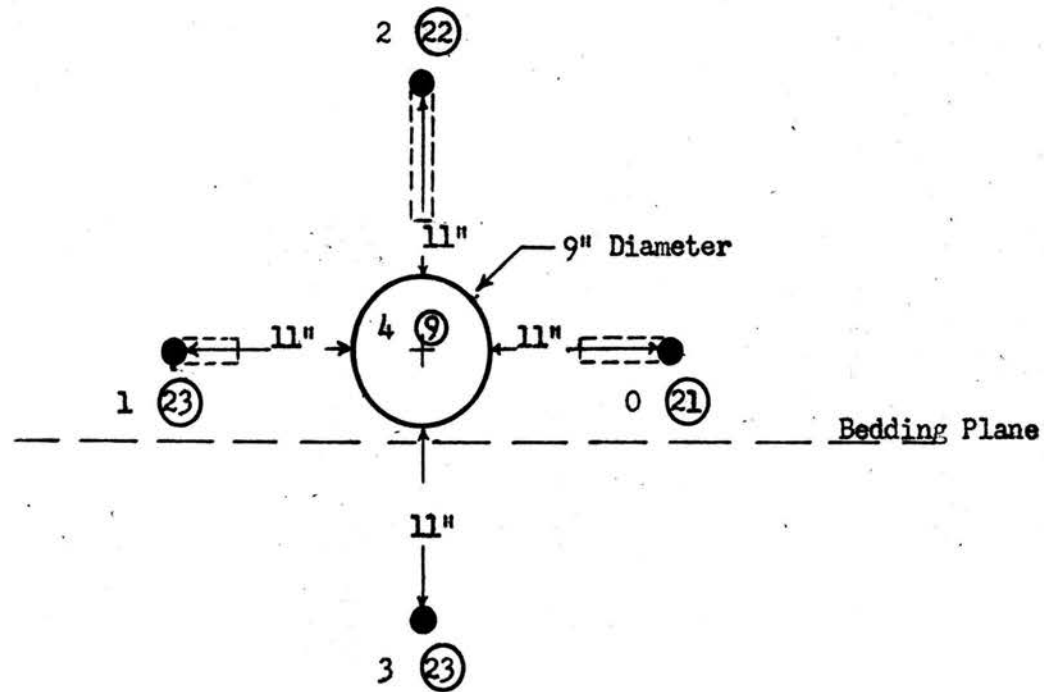 2 22
11"
9" Diameter
11" 4 9 11"
1 23 0 21
Bedding Plane
11"
3 23